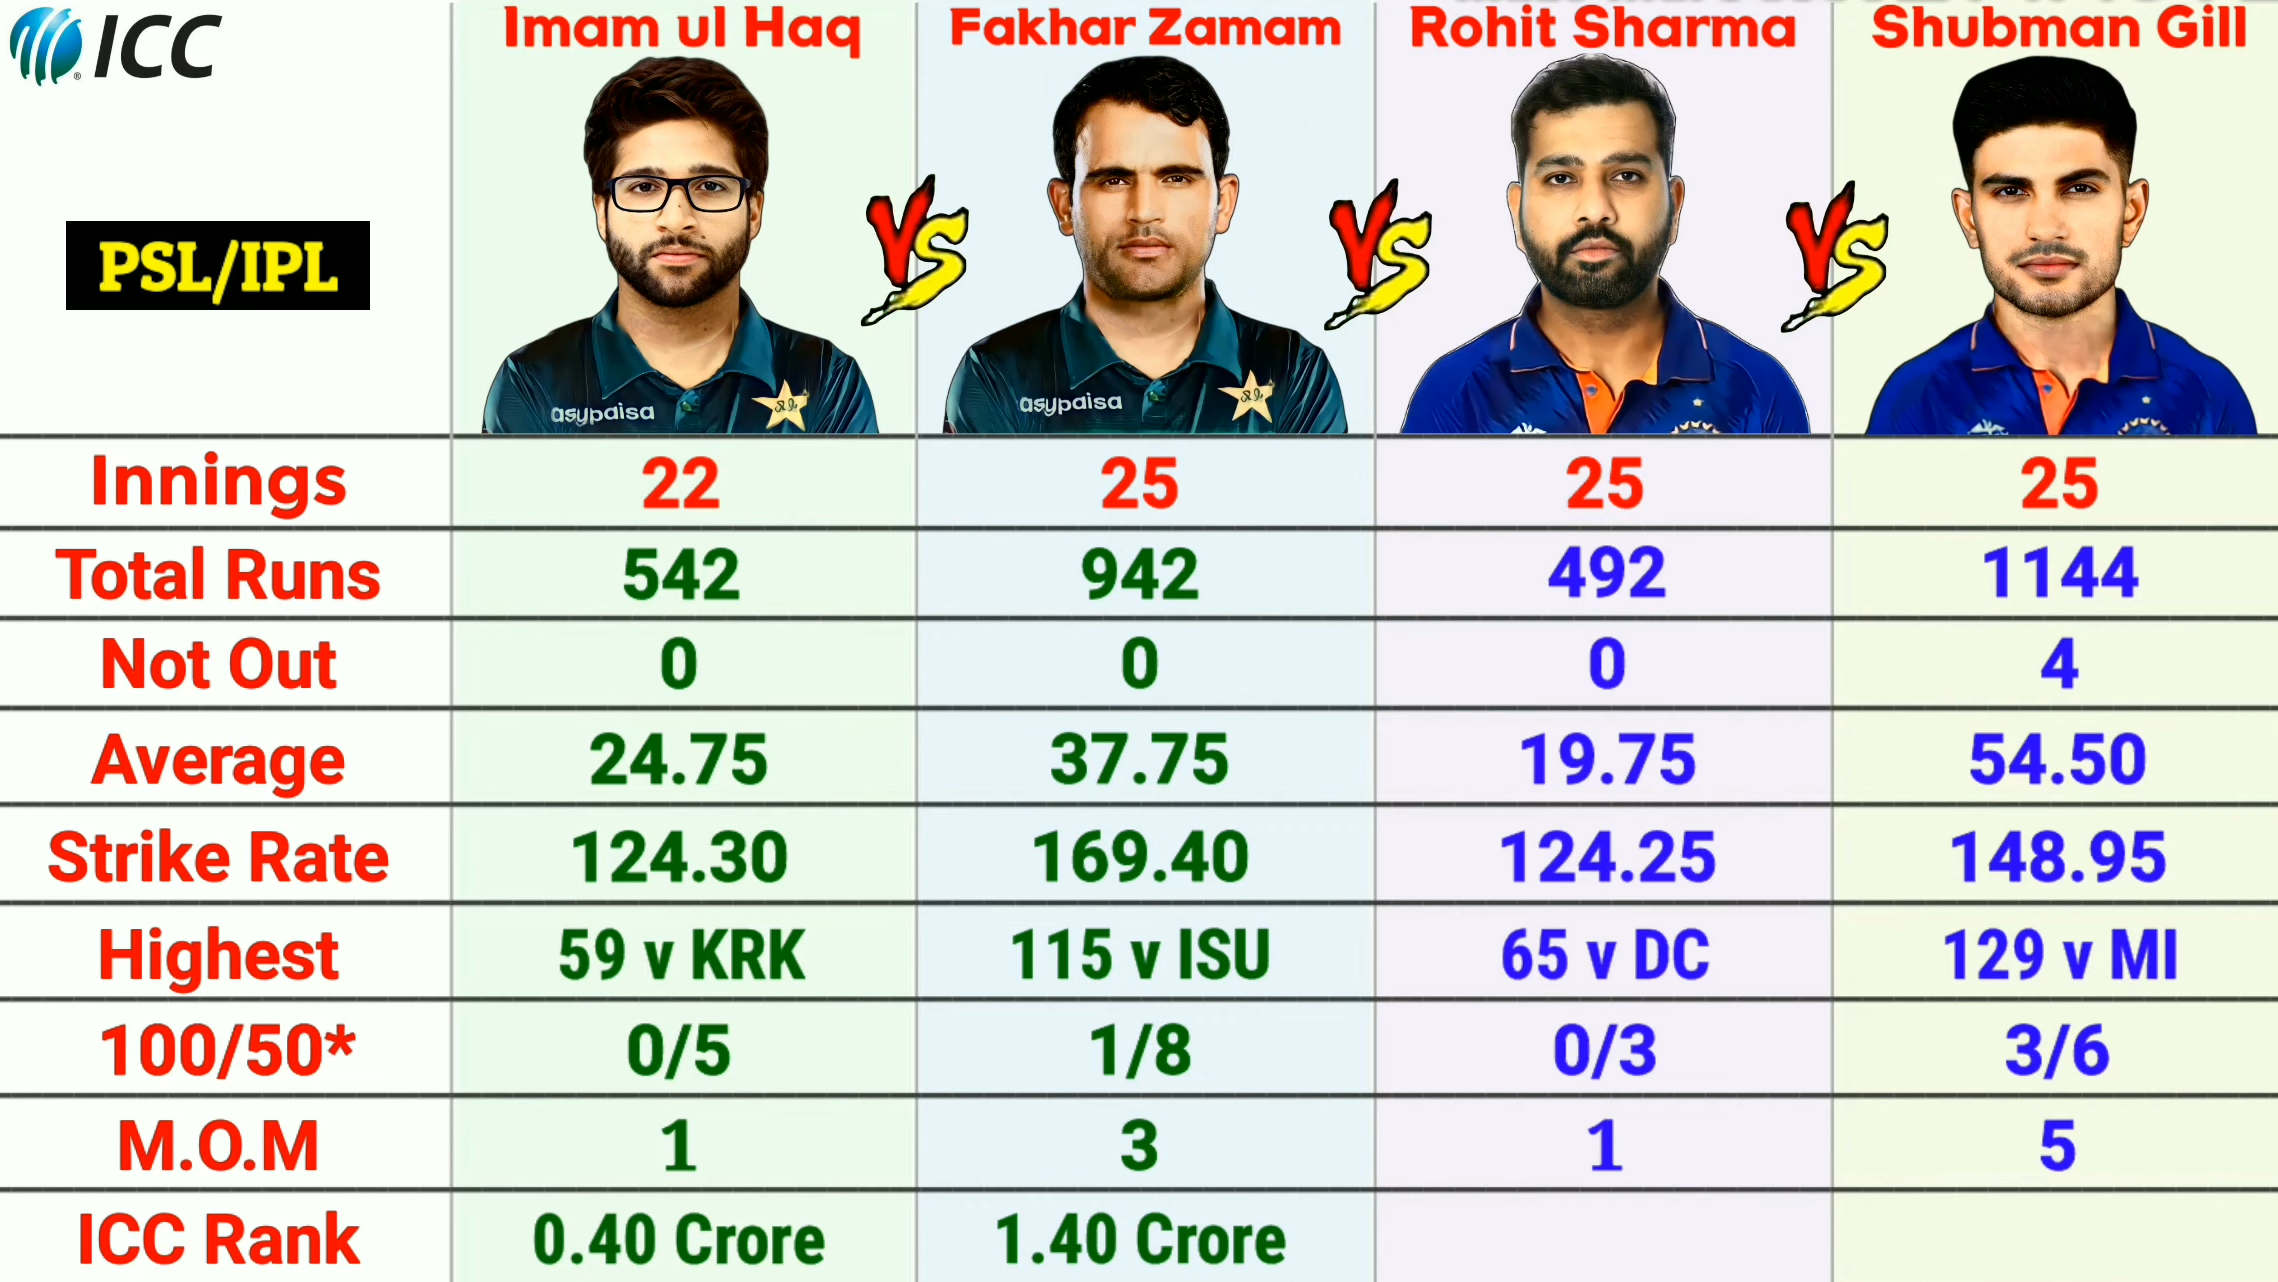 ICC
Imam ul Haq
Fakhar Zamam
Rohit Sharma
Shubman Gill
PSL/IPL
VS
VS
VS
asypaisa
asypaisa
Innings 22 25 25 25
Total Runs 542 942 492 1144
Not Out 0 0 0 4
Average 24.75 37.75 19.75 54.50
Strike Rate 124.30 169.40 124.25 148.95
Highest 59 v KRK 115 v ISU 65 v DC 129 v MI
100/50* 0/5 1/8 0/3 3/6
M.O.M 1 3 1 5
ICC Rank 0.40 Crore 1.40 Crore